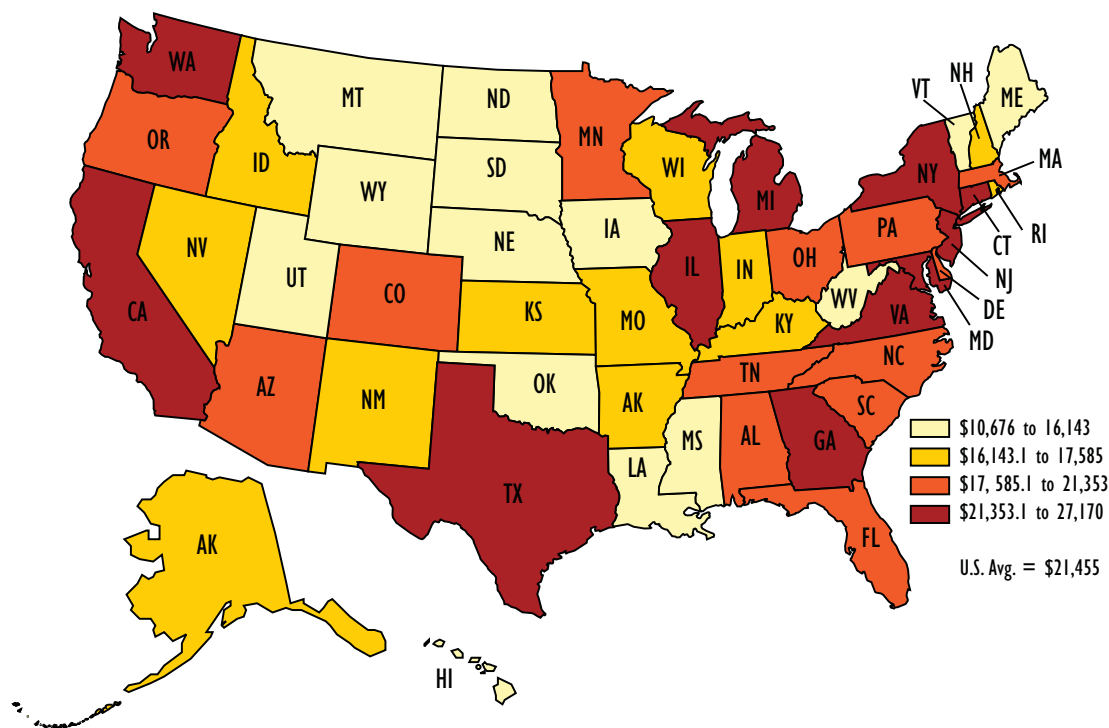 WA
MT
ND
MN
VT
NH
ME
OR
ID
SD
WI
MI
NY
MA
WY
IA
RI
NV
NE
PA
CT
UT
IL
IN
OH
NJ
CA
CO
KS
MO
WV
DE
KY
VA
MD
AZ
NM
OK
AK
TN
NC
SC
MS
AL
GA
TX
LA
FL
AK
HI
$10,676 to 16,143
$16,143.1 to 17,585
$17, 585.1 to 21,353
$21,353.1 to 27,170
U.S. Avg. = $21,455